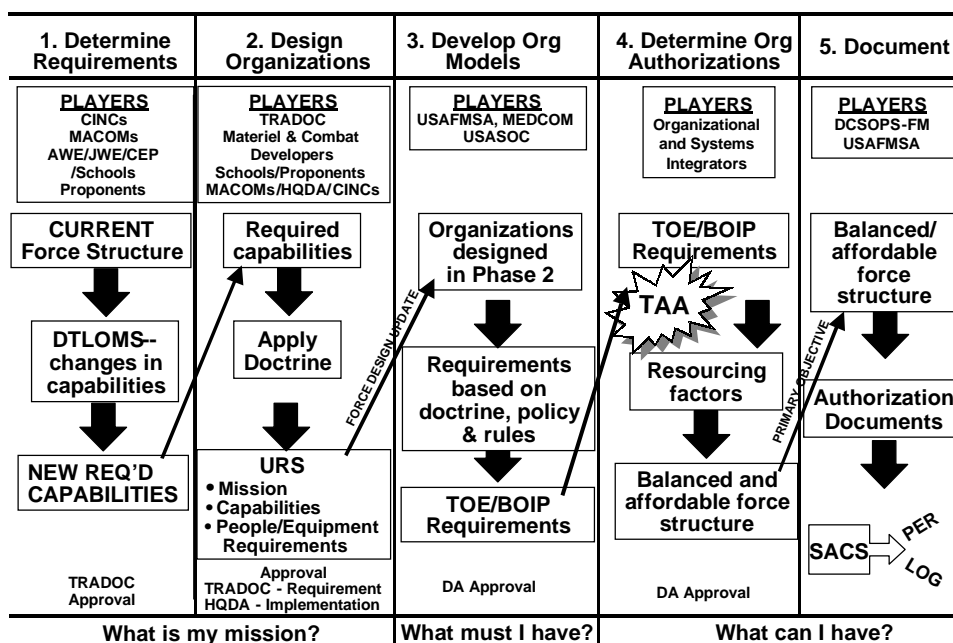 1. Determine
Requirements
PLAYERS
CINCs
MACOMs
AWE/JWE/CEP
/Schools
Proponents
CURRENT
Force Structure
DTLOMS--
changes in
capabilities
NEW REQ'D
CAPABILITIES
TRADOC
Approval
2. Design
Organizations
PLAYERS
TRADOC
Materiel & Combat
Developers
Schools/Proponents
MACOMs/HQDA/CINCs
Required
capabilities
Apply
Doctrine
URS
• Mission
• Capabilities
• People/Equipment
Requirements
Approval
TRADOC - Requirement
HQDA - Implementation
FORCE DESIGN UPDATE
3. Develop Org
Models
PLAYERS
USAFMSA, MEDCOM
USASOC
Organizations
designed
in Phase 2
Requirements
based on
doctrine, policy
& rules
TOE/BOIP
Requirements
DA Approval
4. Determine Org
Authorizations
PLAYERS
Organizational
and Systems
Integrators
TOE/BOIP
Requirements
TAA
Resourcing
factors
Balanced and
affordable force
structure
DA Approval
PRIMARY OBJECTIVE
5. Document
PLAYERS
DCSOPS-FM
USAFMSA
Balanced/
affordable
force
structure
Authorization
Documents
SACS
PER
LOG
What is my mission?
What must I have?
What can I have?